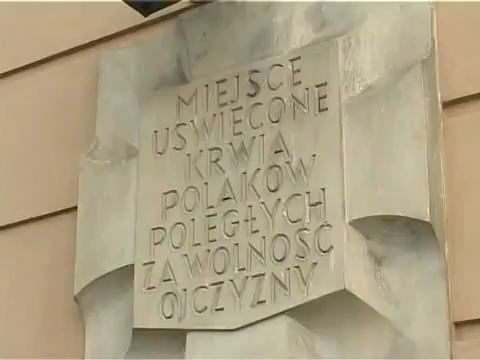 MIEJSCE
UŚWIĘCONE
KRWIĄ
POLAKÓW
POLEGŁYCH
ZA WOLNOŚĆ
OJCZYZNY